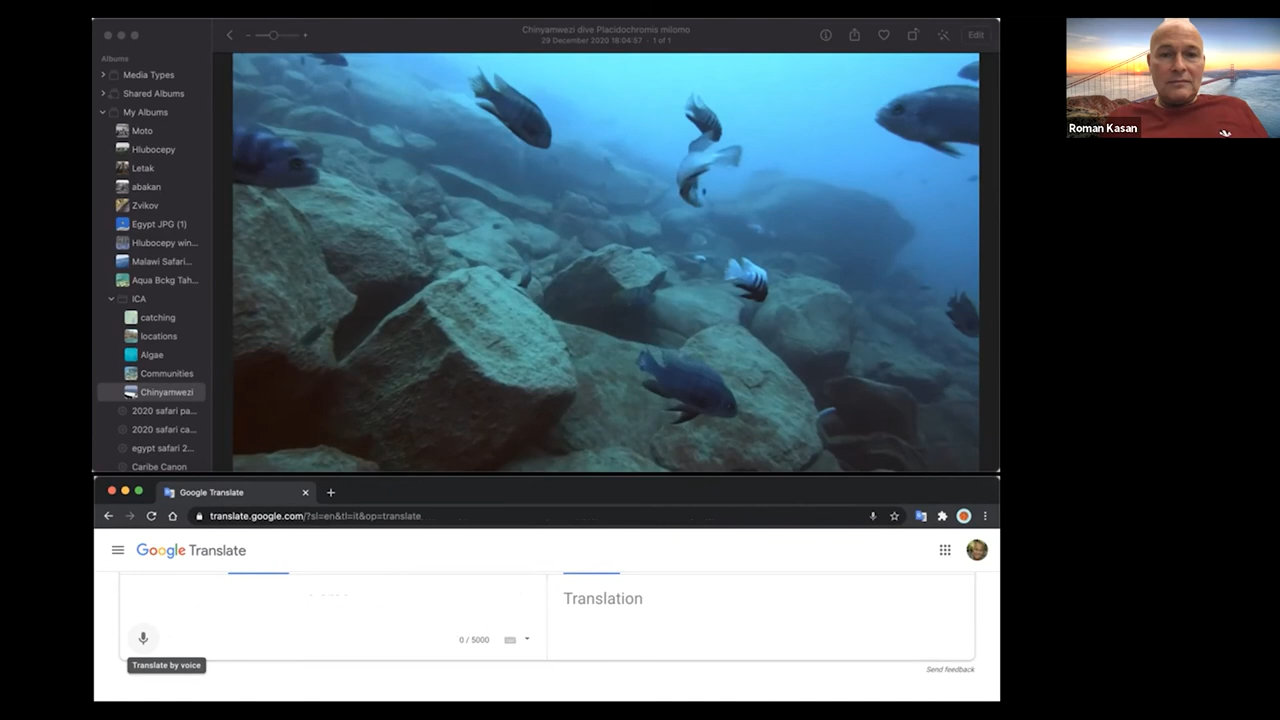 Chinyamwezi dive Placidochromis milomo
29 December 2020 18:04:57 · 1 of 1
Edit
Albums
Media Types
Shared Albums
My Albums
Moto
Hlubocepy
Letak
abakan
Zvikov
Egypt JPG (1)
Hlubocepy win...
Malawi Safari...
Aqua Bckg Tah...
ICA
catching
locations
Algae
Communities
Chinyamwezi
2020 safari pa...
2020 safari ca...
egypt safari 2...
Caribe Canon
Roman Kasan
Google Translate
translate.google.com/?sl=en&tl=it&op=translate
Google Translate
Translation
0 / 5000
Translate by voice
Send feedback